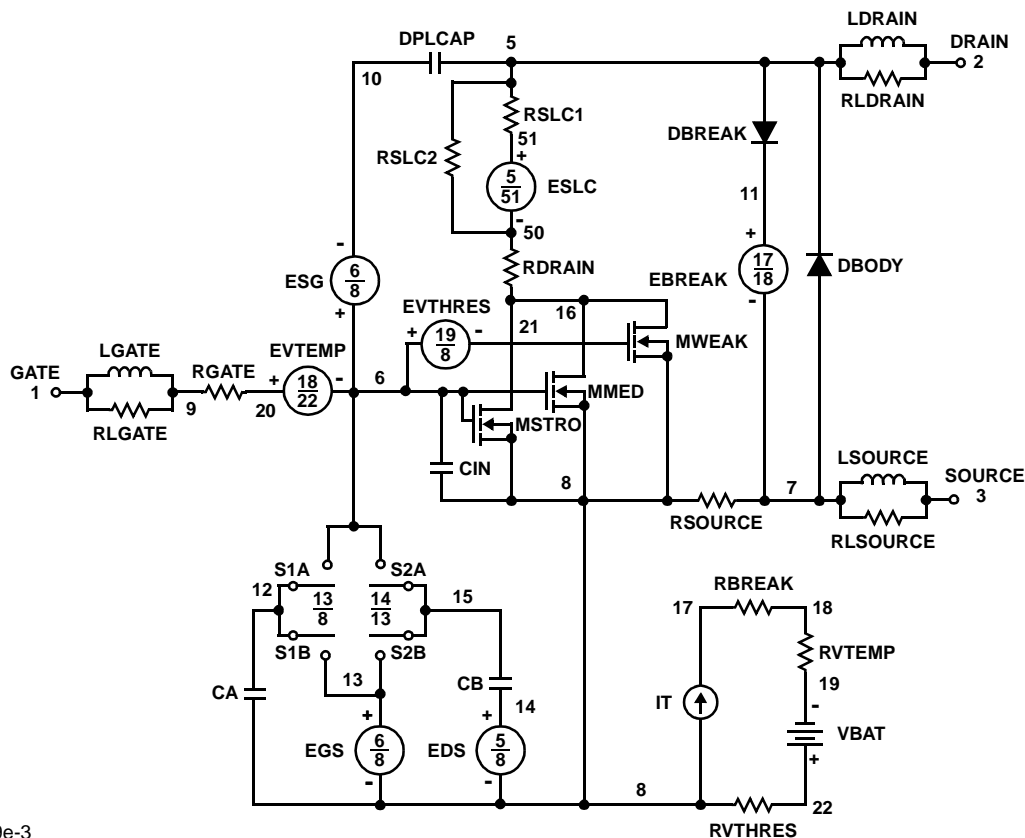 LDRAIN
DPLCAP 5 DRAIN
2
10
RLDRAIN
RSLC1
DBREAK
51
RSLC2
+
5
51
ESLC
11
-
50
-
+
17
18
EBREAK
DBODY
RDRAIN
6
8
ESG
EVTHRES
16
-
+
+
19
8
-
21
MWEAK
LGATE
EVTEMP
GATE
1
RGATE
+
18
22
-
6
MMED
9
20
MSTRO
RLGATE
LSOURCE
CIN
8
7
SOURCE
3
RSOURCE
RLSOURCE
S1A
S2A
12
13
8
14
13
15
RBREAK
17
18
S1B
S2B
RVTEMP
13
CB
CA
19
IT
-
14
+
+
VBAT
EGS
6
8
EDS
5
8
+
-
-
8
22
RVTHRES
9e-3